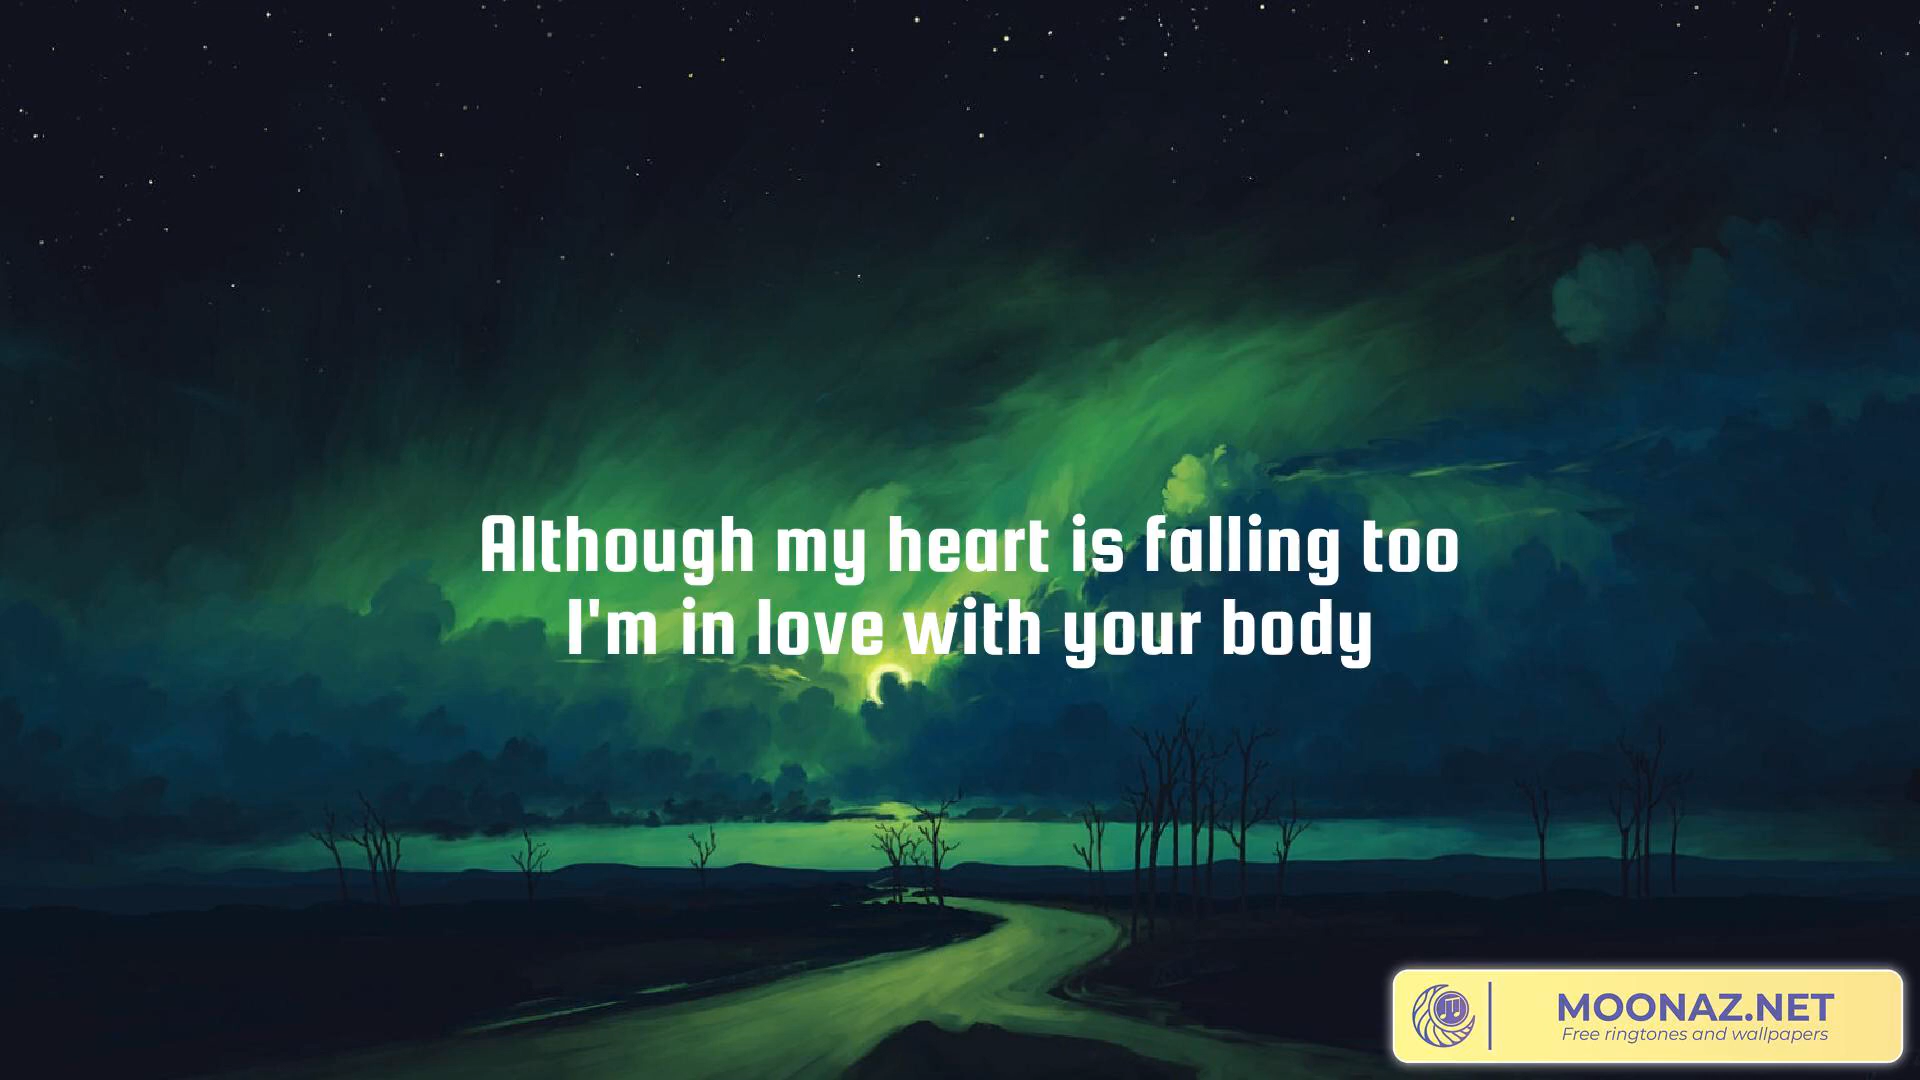 Although my heart is falling too
I'm in love with your body
MOONAZ.NET
Free ringtones and wallpapers